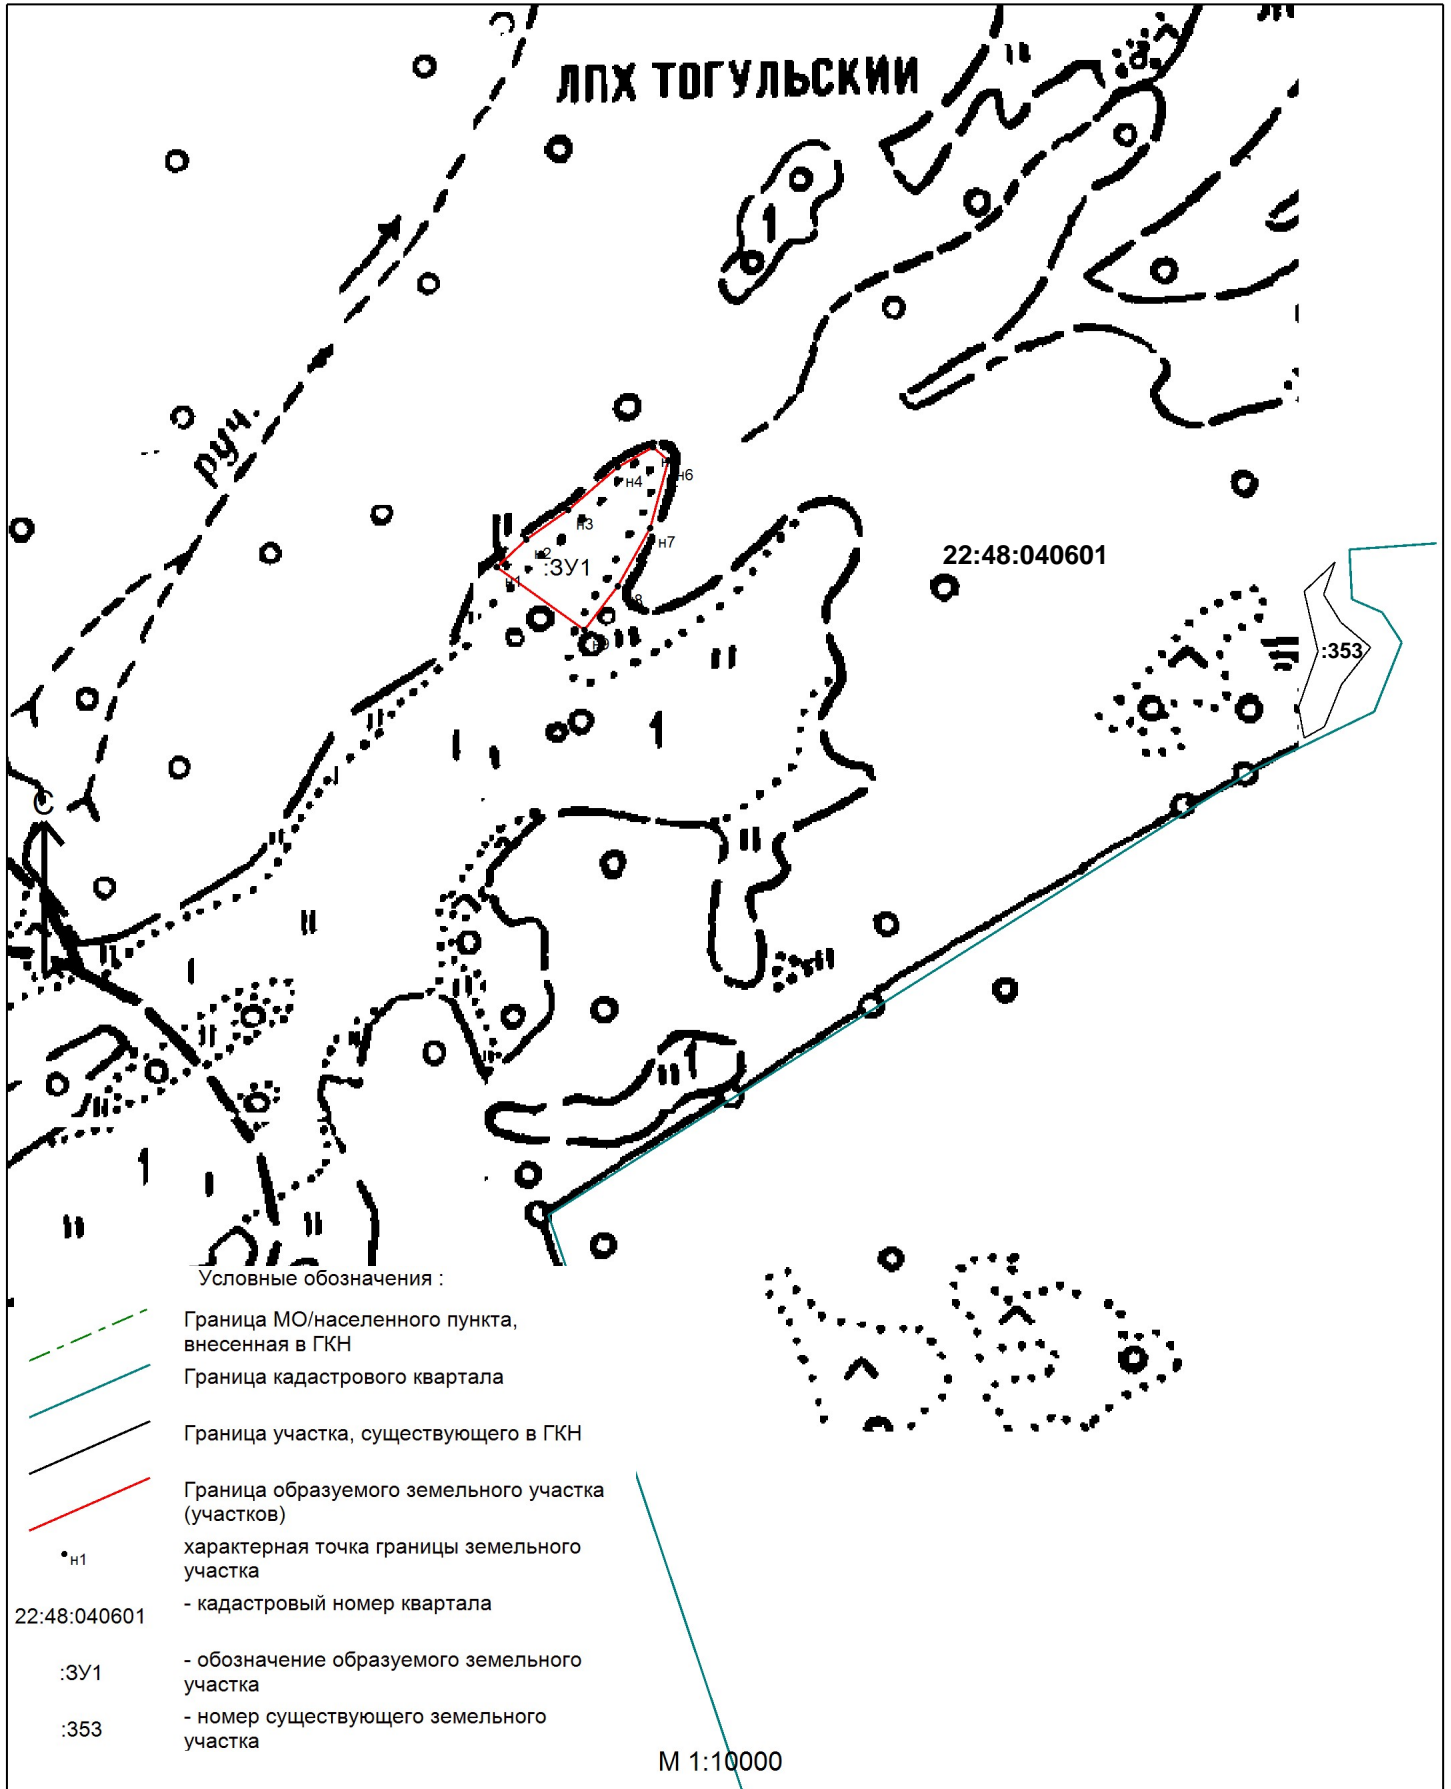 ЛПХ ТОГУЛЬСКИЙ
руч.
н4
н6
н3
н7
н2
:ЗУ1
н1
н8
н9
22:48:040601
:353
С
Условные обозначения :
Граница МО/населенного пункта,
внесенная в ГКН
Граница кадастрового квартала
Граница участка, существующего в ГКН
Граница образуемого земельного участка
(участков)
н1
характерная точка границы земельного
участка
22:48:040601
- кадастровый номер квартала
:ЗУ1
- обозначение образуемого земельного
участка
:353
- номер существующего земельного
участка
М 1:10000